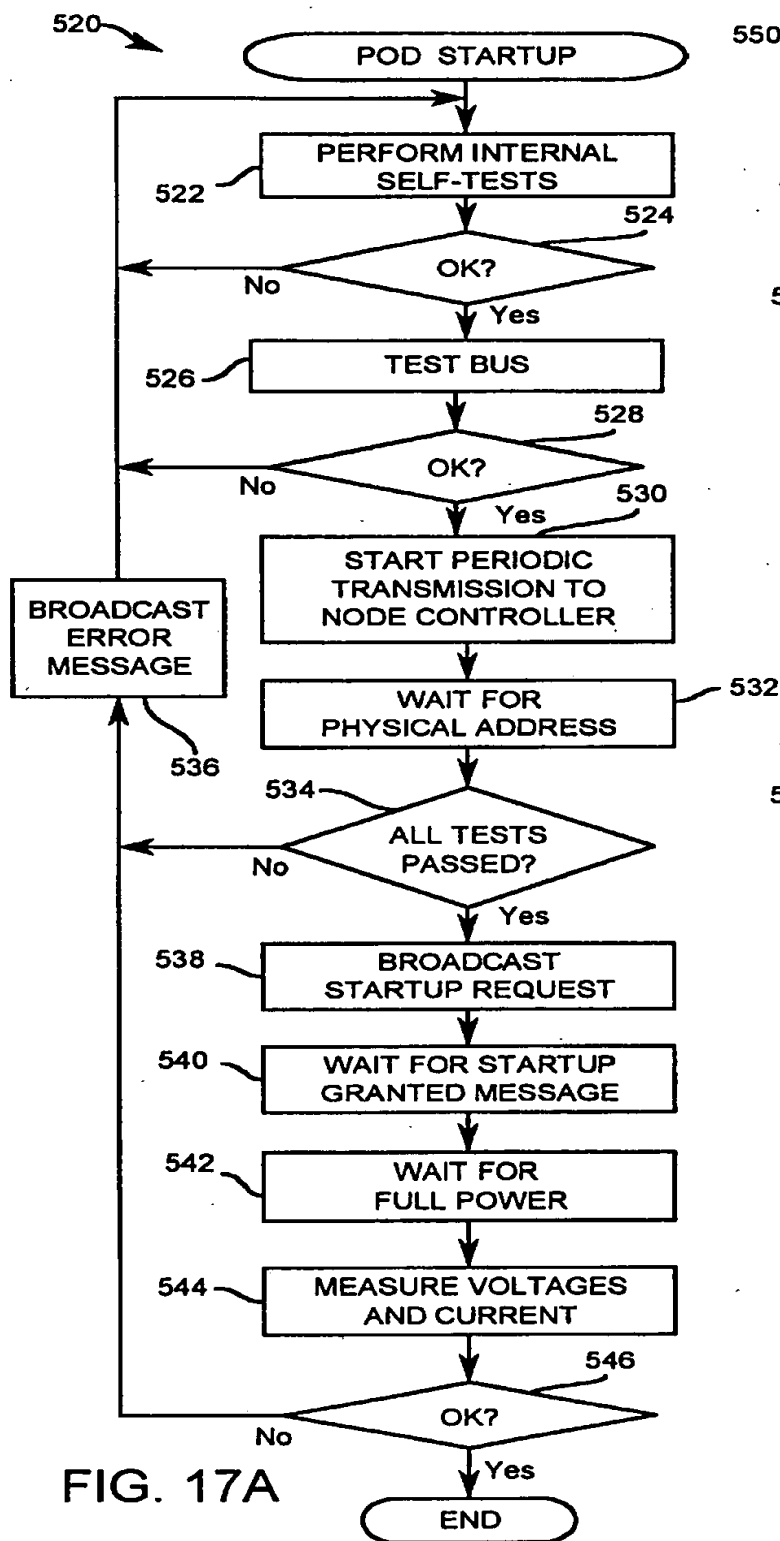 520
POD STARTUP
550
PERFORM INTERNAL
SELF-TESTS
522
524
OK?
No
Yes
5
TEST BUS
526
528
OK?
No
Yes
530
START PERIODIC
TRANSMISSION TO
NODE CONTROLLER
BROADCAST
ERROR
MESSAGE
536
WAIT FOR
PHYSICAL ADDRESS
532
534
5
ALL TESTS
PASSED?
No
Yes
538
BROADCAST
STARTUP REQUEST
540
WAIT FOR STARTUP
GRANTED MESSAGE
542
WAIT FOR
FULL POWER
544
MEASURE VOLTAGES
AND CURRENT
546
OK?
No
Yes
FIG. 17A
END